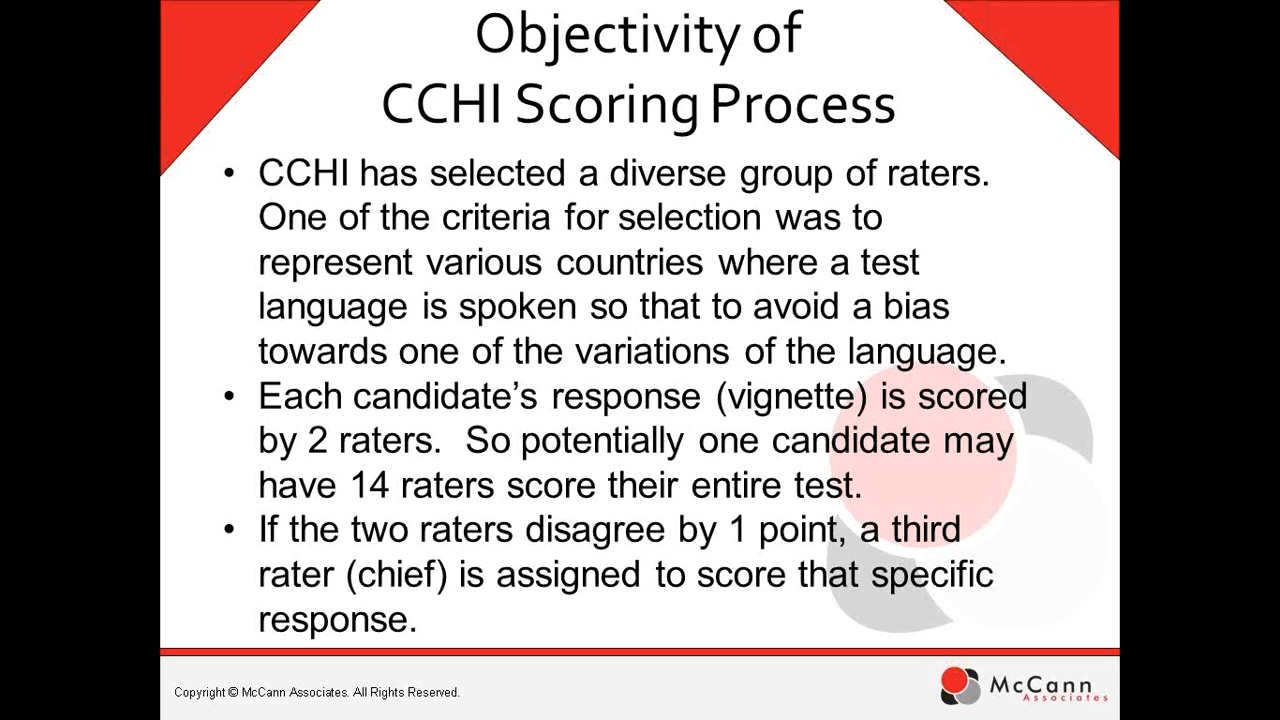 Objectivity of
CCHI Scoring Process
• CCHI has selected a diverse group of raters.
One of the criteria for selection was to
represent various countries where a test
language is spoken so that to avoid a bias
towards one of the variations of the language.
• Each candidate’s response (vignette) is scored
by 2 raters.  So potentially one candidate may
have 14 raters score their entire test.
• If the two raters disagree by 1 point, a third
rater (chief) is assigned to score that specific
response.
Copyright © McCann Associates. All Rights Reserved.
McCann
Associates